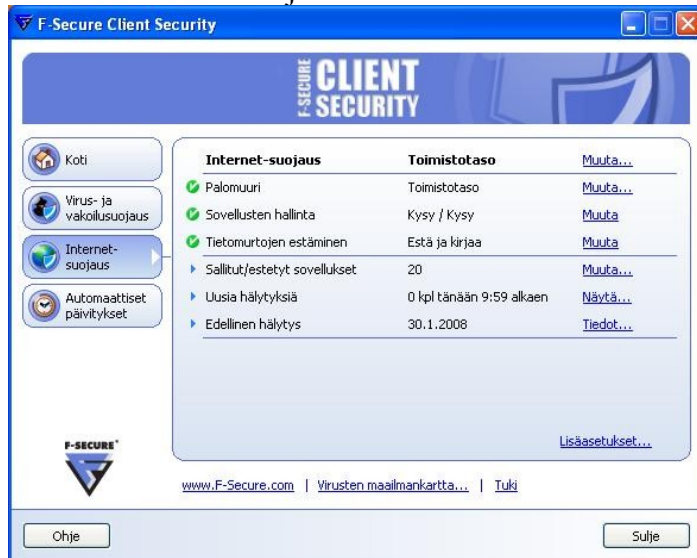 F-Secure Client Security
F-SECURE CLIENT SECURITY
Koti
Virus- ja
vakoilusuojaus
Internet-
suojaus
Automaattiset
päivitykset
Internet-suojaus Toimistotaso Muuta...
Palomuuri Toimistotaso Muuta...
Sovellusten hallinta Kysy / Kysy Muuta
Tietomurtojen estäminen Estä ja kirjaa Muuta
Sallitut/estetyt sovellukset 20 Muuta...
Uusia hälytyksiä 0 kpl tänään 9:59 alkaen Näytä...
Edellinen hälytys 30.1.2008 Tiedot...
Lisäasetukset...
F-SECURE
www.F-Secure.com | Virusten maailmankartta... | Tuki
Ohje Sulje